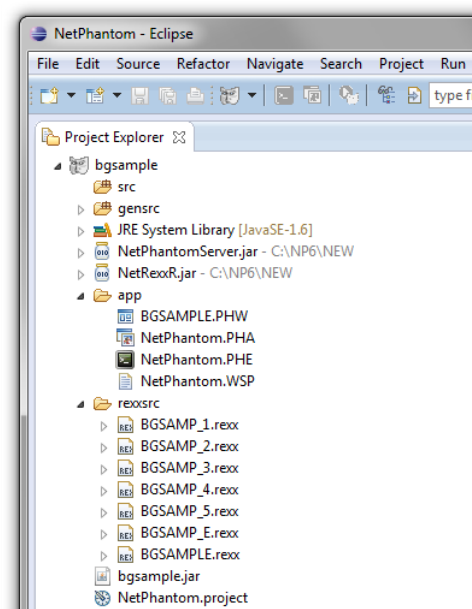 NetPhantom - Eclipse
File Edit Source Refactor Navigate Search Project Run
type f
Project Explorer
bgsample
src
gensrc
JRE System Library [JavaSE-1.6]
NetPhantomServer.jar - C:\NP6\NEW
NetRexxR.jar - C:\NP6\NEW
app
BGSAMPLE.PHW
NetPhantom.PHA
NetPhantom.PHE
NetPhantom.WSP
rexxsrc
BGSAMP_1.rexx
BGSAMP_2.rexx
BGSAMP_3.rexx
BGSAMP_4.rexx
BGSAMP_5.rexx
BGSAMP_E.rexx
BGSAMPLE.rexx
bgsample.jar
NetPhantom.project